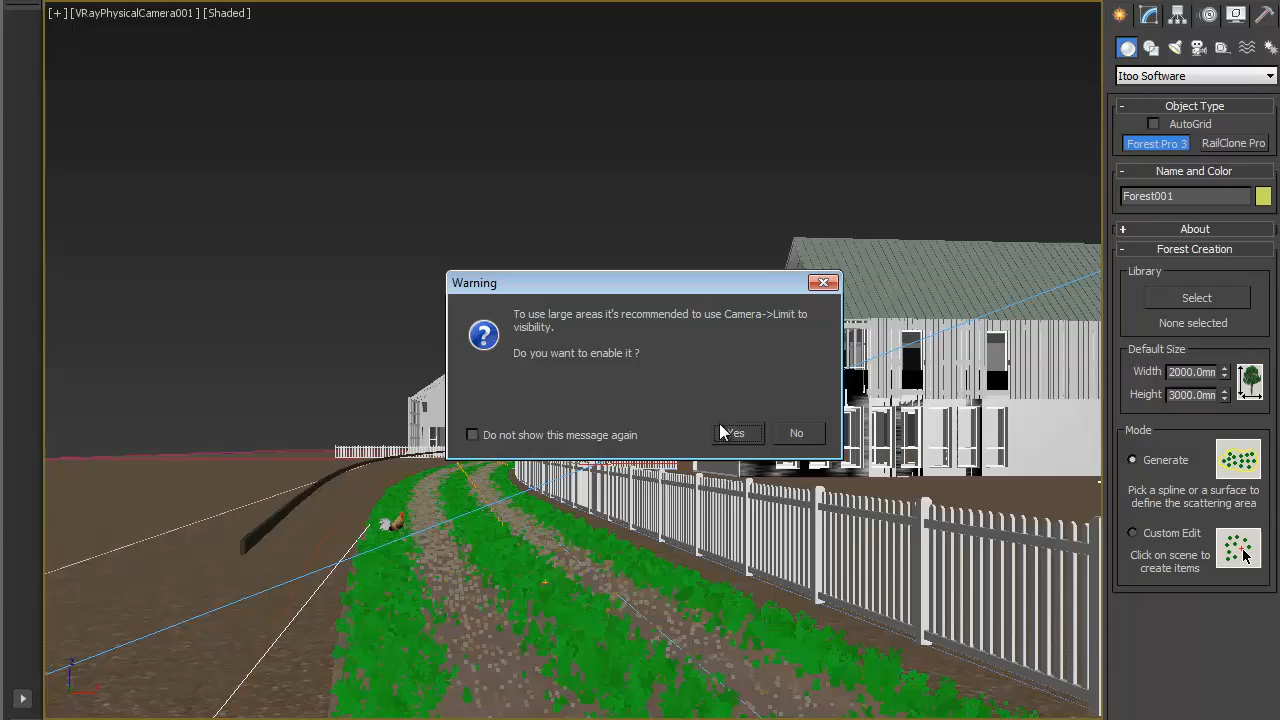 [+] [VRayPhysicalCamera001] [Shaded]
Itoo Software
- Object Type
AutoGrid
Forest Pro 3 RailClone Pro
- Name and Color
Forest001
+ About
- Forest Creation
Library
Select
None selected
Default Size
Width 2000.0mn
Height 3000.0mn
Mode
Generate
Pick a spline or a surface to
define the scattering area
Custom Edit
Click on scene to
create items
Warning
To use large areas it's recommended to use Camera->Limit to
visibility.
Do you want to enable it ?
Do not show this message again
Yes No
z